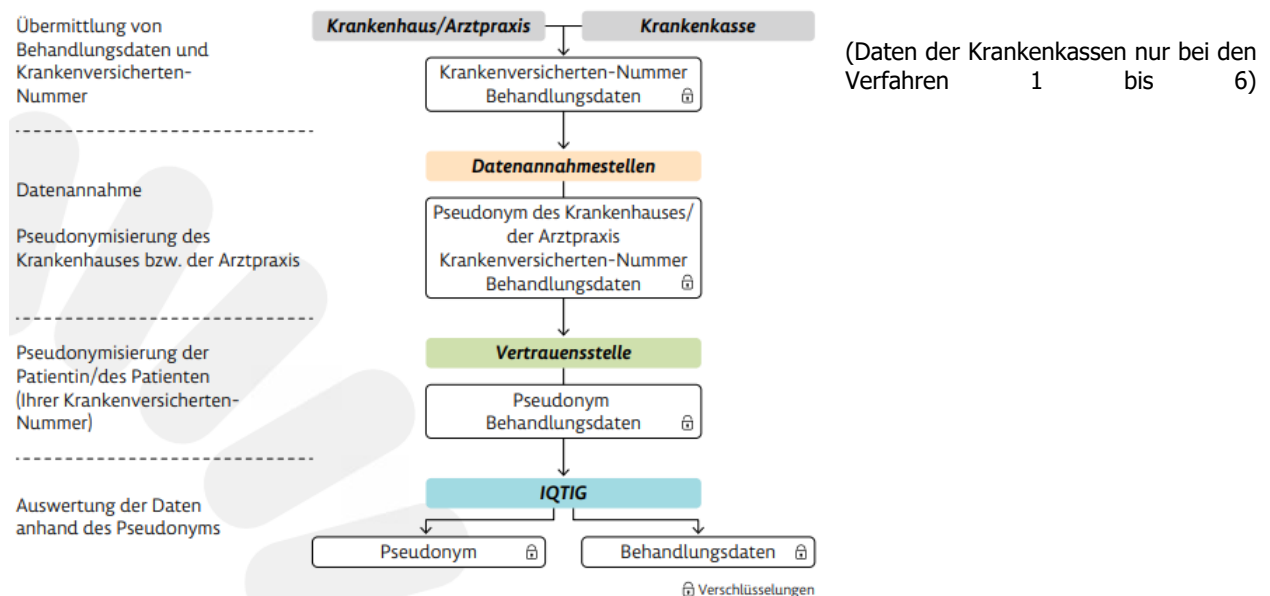 Übermittlung von
Behandlungsdaten und
Krankenversicherten-
Nummer
Krankenhaus/Arztpraxis
Krankenkasse
Krankenversicherten-Nummer
Behandlungsdaten
(Daten der Krankenkassen nur bei den
Verfahren 1 bis 6)
Datenannahmestellen
Datenannahme
Pseudonymisierung des
Krankenhauses bzw. der Arztpraxis
Pseudonym des Krankenhauses/
der Arztpraxis
Krankenversicherten-Nummer
Behandlungsdaten
Vertrauensstelle
Pseudonymisierung der
Patientin/des Patienten
(Ihrer Krankenversicherten-
Nummer)
Pseudonym
Behandlungsdaten
IQTIG
Auswertung der Daten
anhand des Pseudonyms
Pseudonym
Behandlungsdaten
Verschlüsselungen